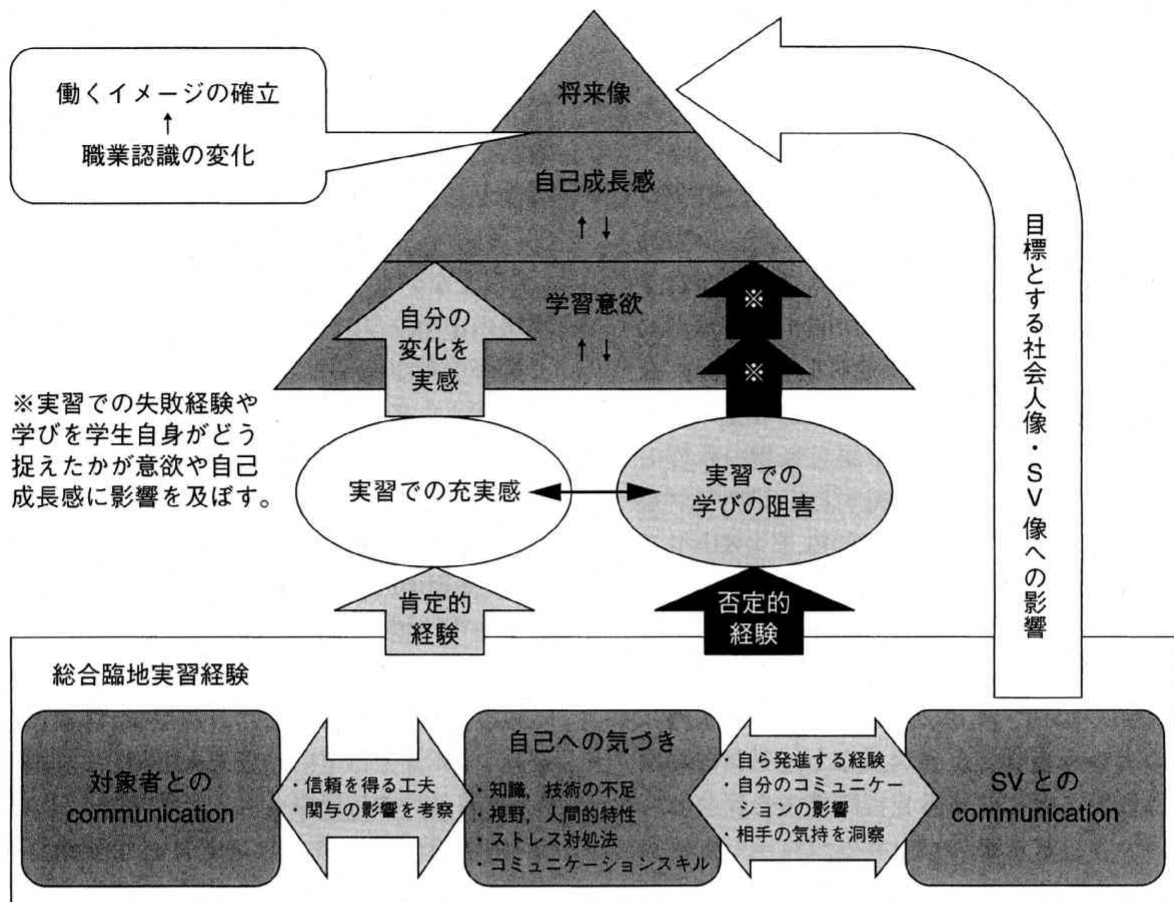 将来像
働くイメージの確立
↑
職業認識の変化
自己成長感
↑↓
学習意欲
↑↓
自分の
変化を
実感
※
※
目標とする社会人像・SV像への影響
※実習での失敗経験や
学びを学生自身がどう
捉えたかが意欲や自己
成長感に影響を及ぼす。
実習での充実感
実習での
学びの阻害
肯定的
経験
否定的
経験
総合臨地実習経験
対象者との
communication
・信頼を得る工夫
・関与の影響を考察
自己への気づき
・知識，技術の不足
・視野，人間的特性
・ストレス対処法
・コミュニケーションスキル
・自ら発進する経験
・自分のコミュニケー
ションの影響
・相手の気持を洞察
SVとの
communication